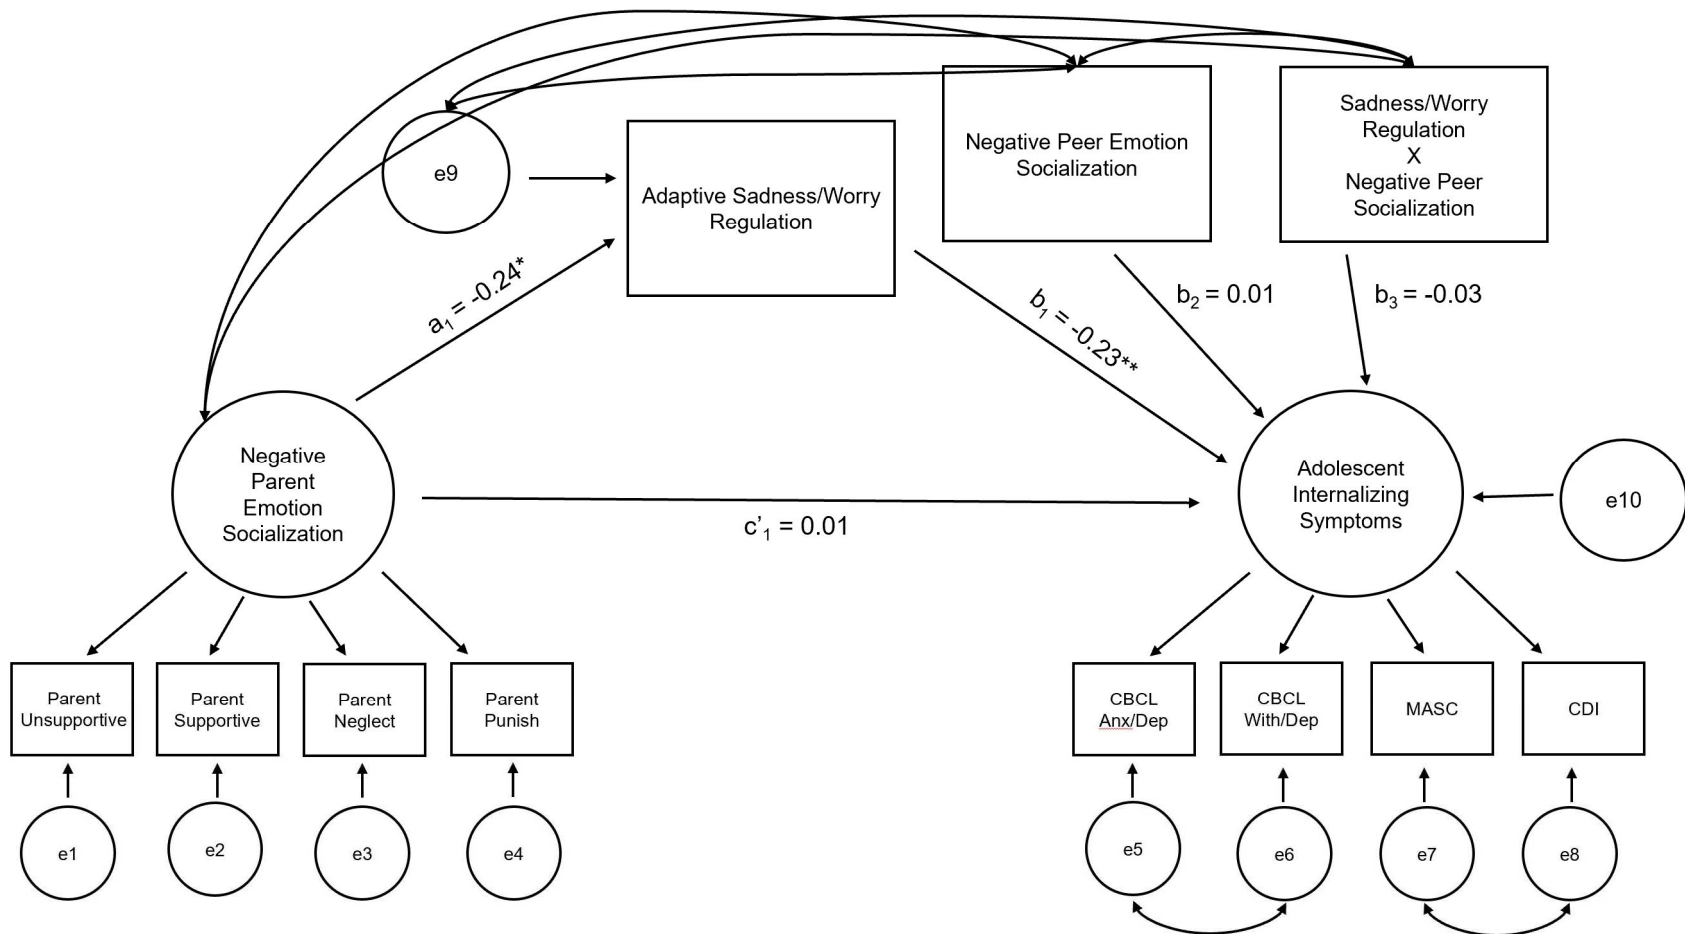 Sadness/Worry
Regulation
X
Negative Peer
Socialization
Negative Peer Emotion
Socialization
e9
Adaptive Sadness/Worry
Regulation
a1 = -0.24*
b1 = -0.23**
b2 = 0.01
b3 = -0.03
Negative
Parent
Emotion
Socialization
Adolescent
Internalizing
Symptoms
e10
c’1 = 0.01
Parent
Unsupportive
Parent
Supportive
Parent
Neglect
Parent
Punish
CBCL
Anx/Dep
CBCL
With/Dep
MASC
CDI
e1
e2
e3
e4
e5
e6
e7
e8